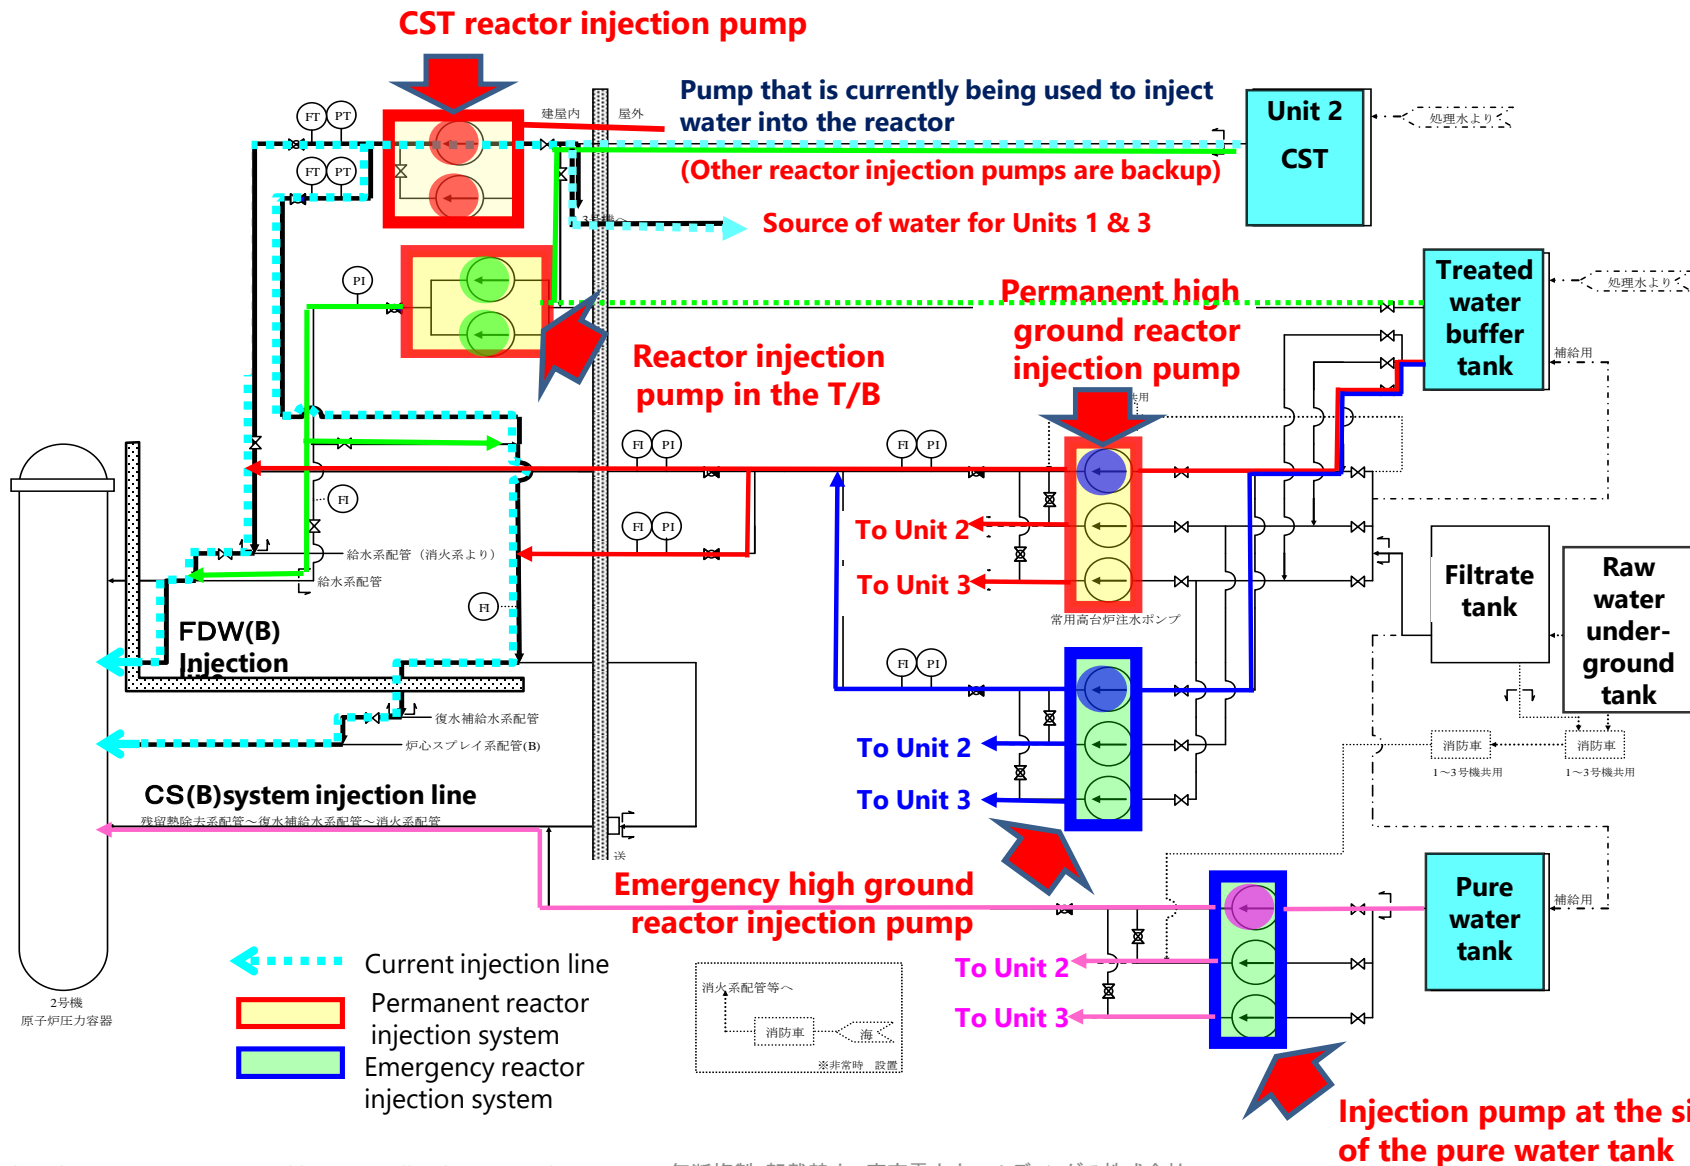 CST reactor injection pump
Pump that is currently being used to inject
water into the reactor
(Other reactor injection pumps are backup)
建屋内
屋外
FT
PT
FT
PT
Unit 2
CST
処理水より
Source of water for Units 1 & 3
PI
Reactor injection
pump in the T/B
Permanent high
ground reactor
injection pump
Treated
water
buffer
tank
処理水より
補給用
FI
PI
FI
PI
FI
FI
PI
To Unit 2
To Unit 3
常用高台炉注水ポンプ
給水系配管（消火系より）
給水系配管
FI
Filtrate
tank
Raw
water
under-
ground
tank
FDW(B)
Injection
FI
PI
復水補給水系配管
炉心スプレイ系配管(B)
To Unit 2
To Unit 3
消防車
消防車
1～3号機共用
1～3号機共用
CS(B)system injection line
残留熱除去系配管～復水補給水系配管～消火系配管
送
Emergency high ground
reactor injection pump
Pure
water
tank
補給用
To Unit 2
To Unit 3
2号機
原子炉圧力容器
Current injection line
Permanent reactor
injection system
Emergency reactor
injection system
消火系配管等へ
消防車
海
※非常時 設置
Injection pump at the si
of the pure water tank